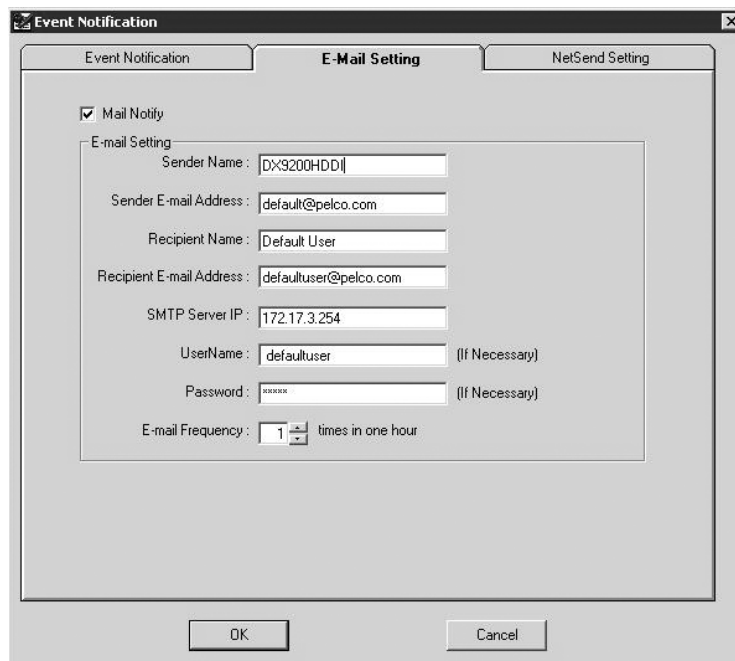 Event Notification
Event Notification
E-Mail Setting
NetSend Setting
Mail Notify
E-mail Setting
Sender Name : DX9200HDDI
Sender E-mail Address : default@pelco.com
Recipient Name : Default User
Recipient E-mail Address : defaultuser@pelco.com
SMTP Server IP : 172.17.3.254
UserName : defaultuser (If Necessary)
Password : ***** (If Necessary)
E-mail Frequency : 1 times in one hour
OK
Cancel